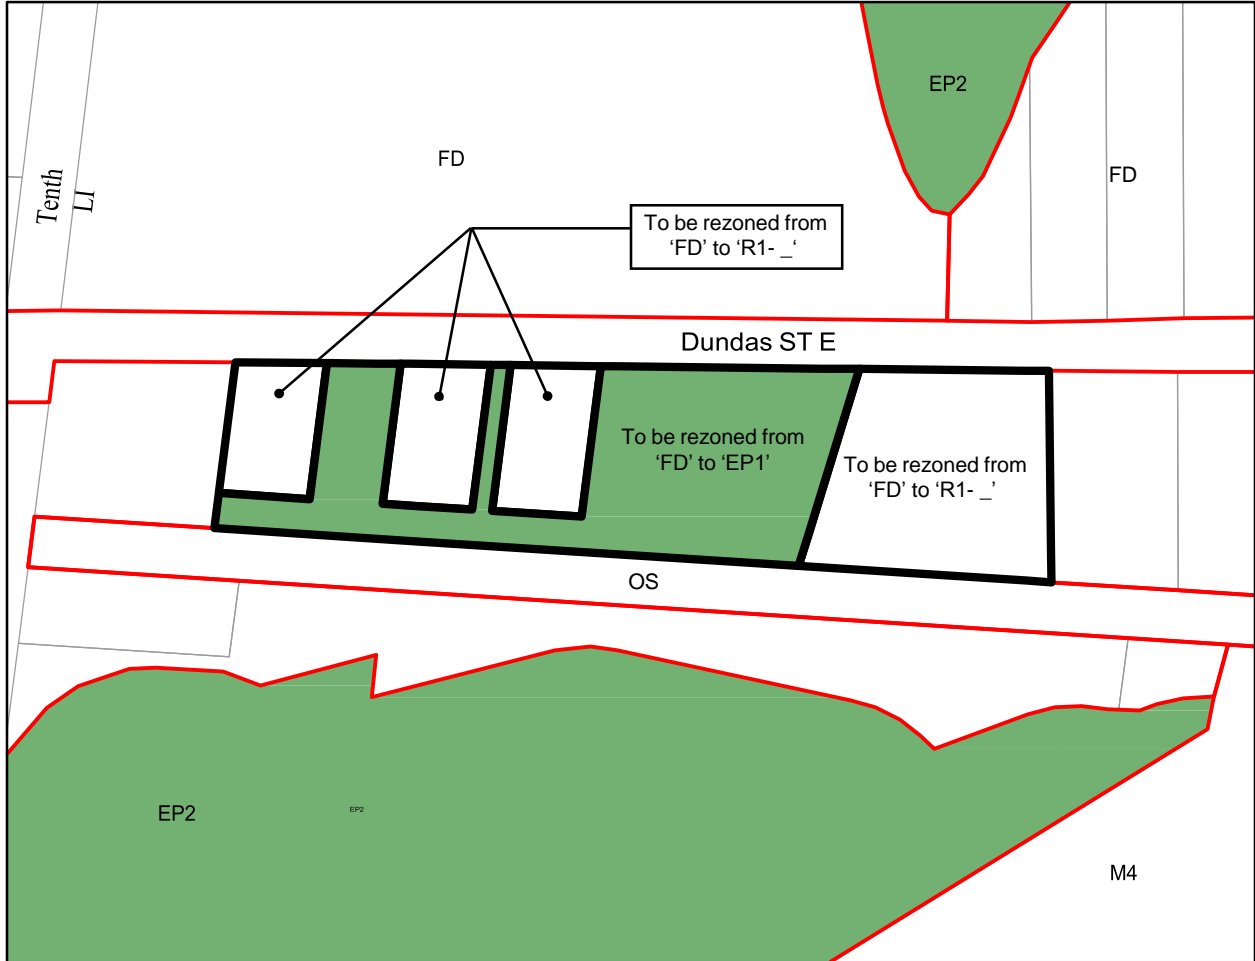 EP2
FD
FD
Tenth
LI
To be rezoned from
‘FD’ to ‘R1- _‘
Dundas ST E
To be rezoned from
‘FD’ to ‘EP1’
To be rezoned from
‘FD’ to ‘R1- _’
OS
EP2
EP2
M4